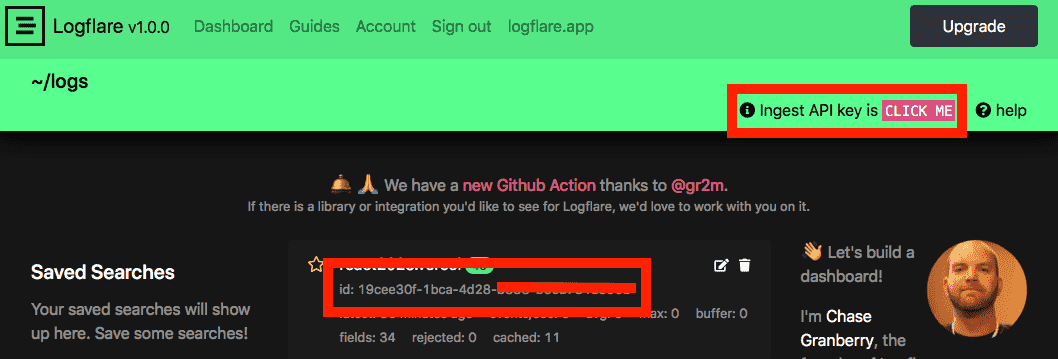 Logflare v1.0.0 Dashboard Guides Account Sign out logflare.app Upgrade
~/logs
Ingest API key is CLICK ME help
We have a new Github Action thanks to @gr2m.
If there is a library or integration you'd like to see for Logflare, we'd love to work with you on it.
Saved Searches
Your saved searches will show
up here. Save some searches!
id: 19cee30f-1bca-4d28-
max: 0 buffer: 0
fields: 34 rejected: 0 cached: 11
Let's build a
dashboard!
I'm Chase
Granberry, the